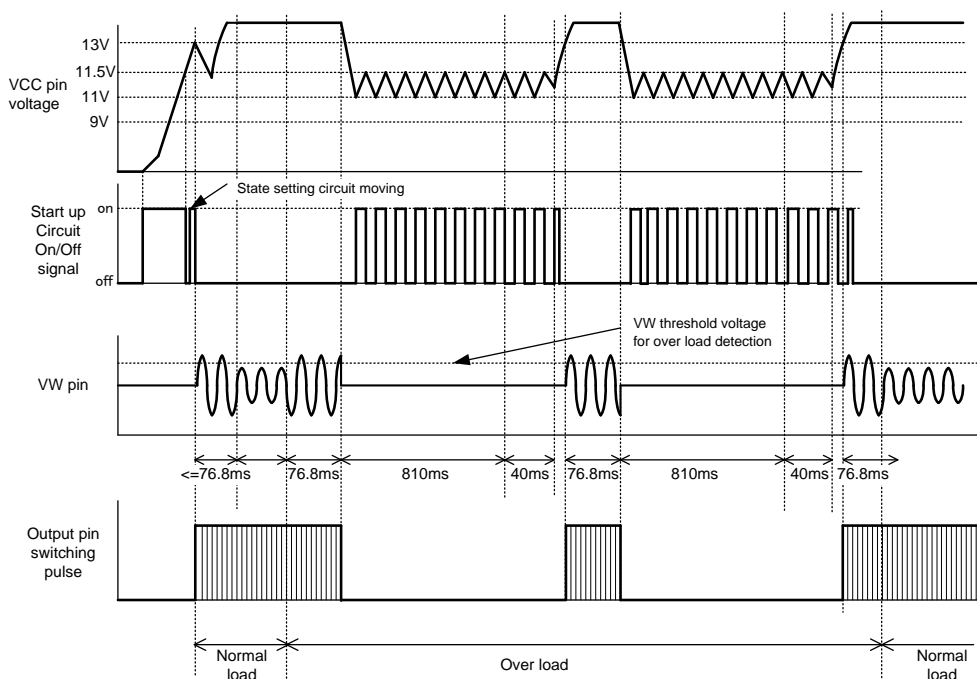 13V
11.5V
VCC pin
voltage
11V
9V
State setting circuit moving
Start up
Circuit
On/Off
signal
on
off
VW threshold voltage
for over load detection
VW pin
<=76.8ms
76.8ms
810ms
40ms
76.8ms
810ms
40ms
76.8ms
Output pin
switching
pulse
Normal
load
Over load
Normal
load